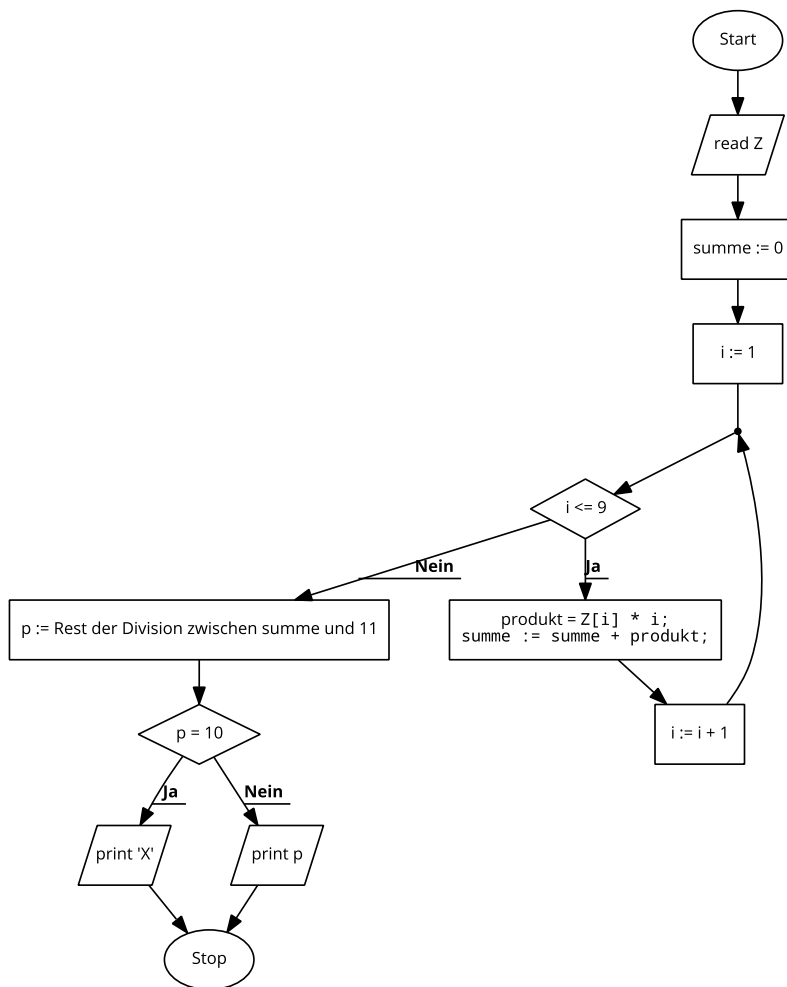 Start
read Z
summe := 0
i := 1
i <= 9
Nein
Ja
p := Rest der Division zwischen summe und 11
produkt = Z[i] * i;
summe := summe + produkt;
p = 10
i := i + 1
Ja
Nein
print 'X'
print p
Stop